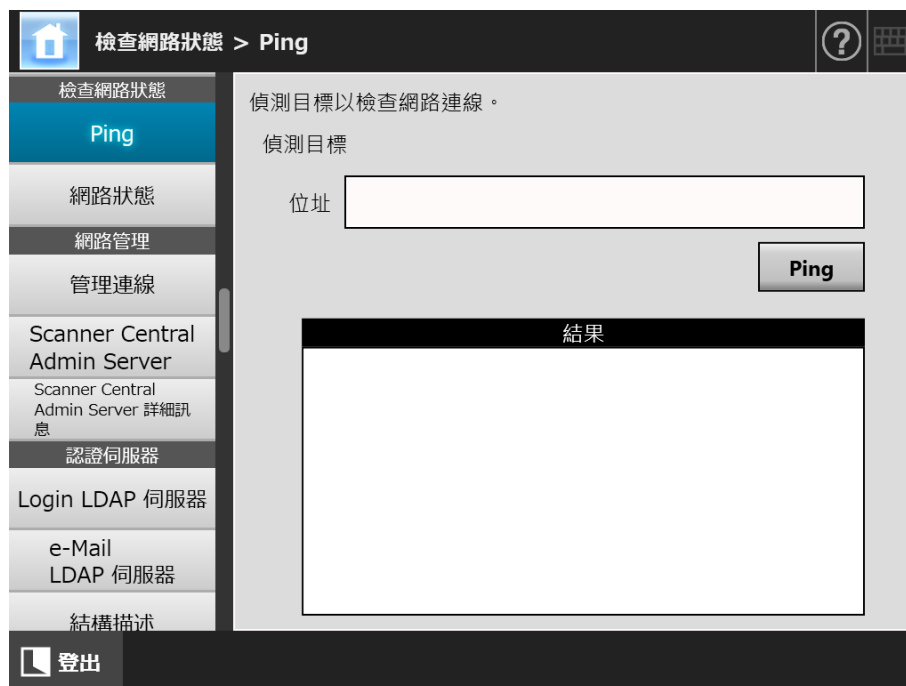 檢查網路狀態 > Ping
檢查網路狀態
Ping
網路狀態
網路管理
管理連線
Scanner Central
Admin Server
Scanner Central
Admin Server 詳細訊
息
認證伺服器
Login LDAP 伺服器
e-Mail
LDAP 伺服器
結構描述
偵測目標以檢查網路連線。
偵測目標
位址
Ping
結果
登出